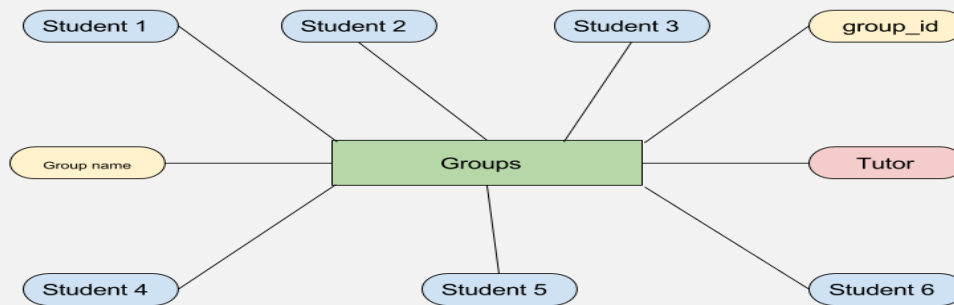 Student 1
Student 2
Student 3
group_id
Group name
Groups
Tutor
Student 4
Student 5
Student 6